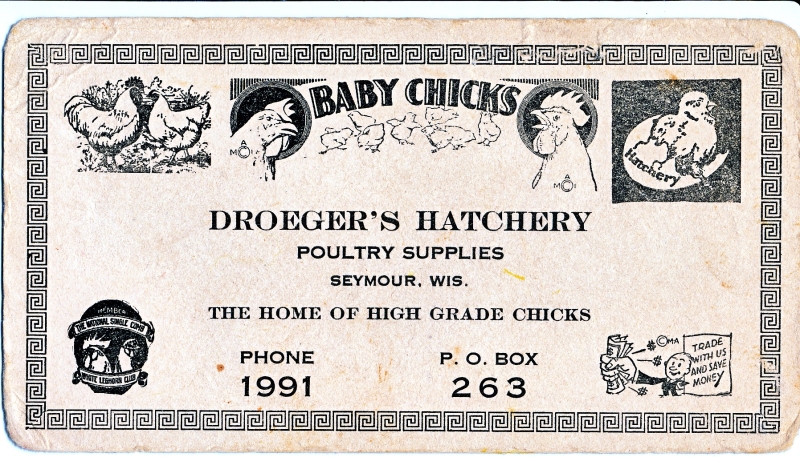 BABY CHICKS
Hatchery
DROEGER'S HATCHERY
POULTRY SUPPLIES
SEYMOUR, WIS.
THE HOME OF HIGH GRADE CHICKS
MEMBER
THE NATIONAL SINGLE COMB
WHITE LEGHORN CLUB
PHONE
1991
P. O. BOX
263
©MA
TRADE
WITH US
AND SAVE
MONEY